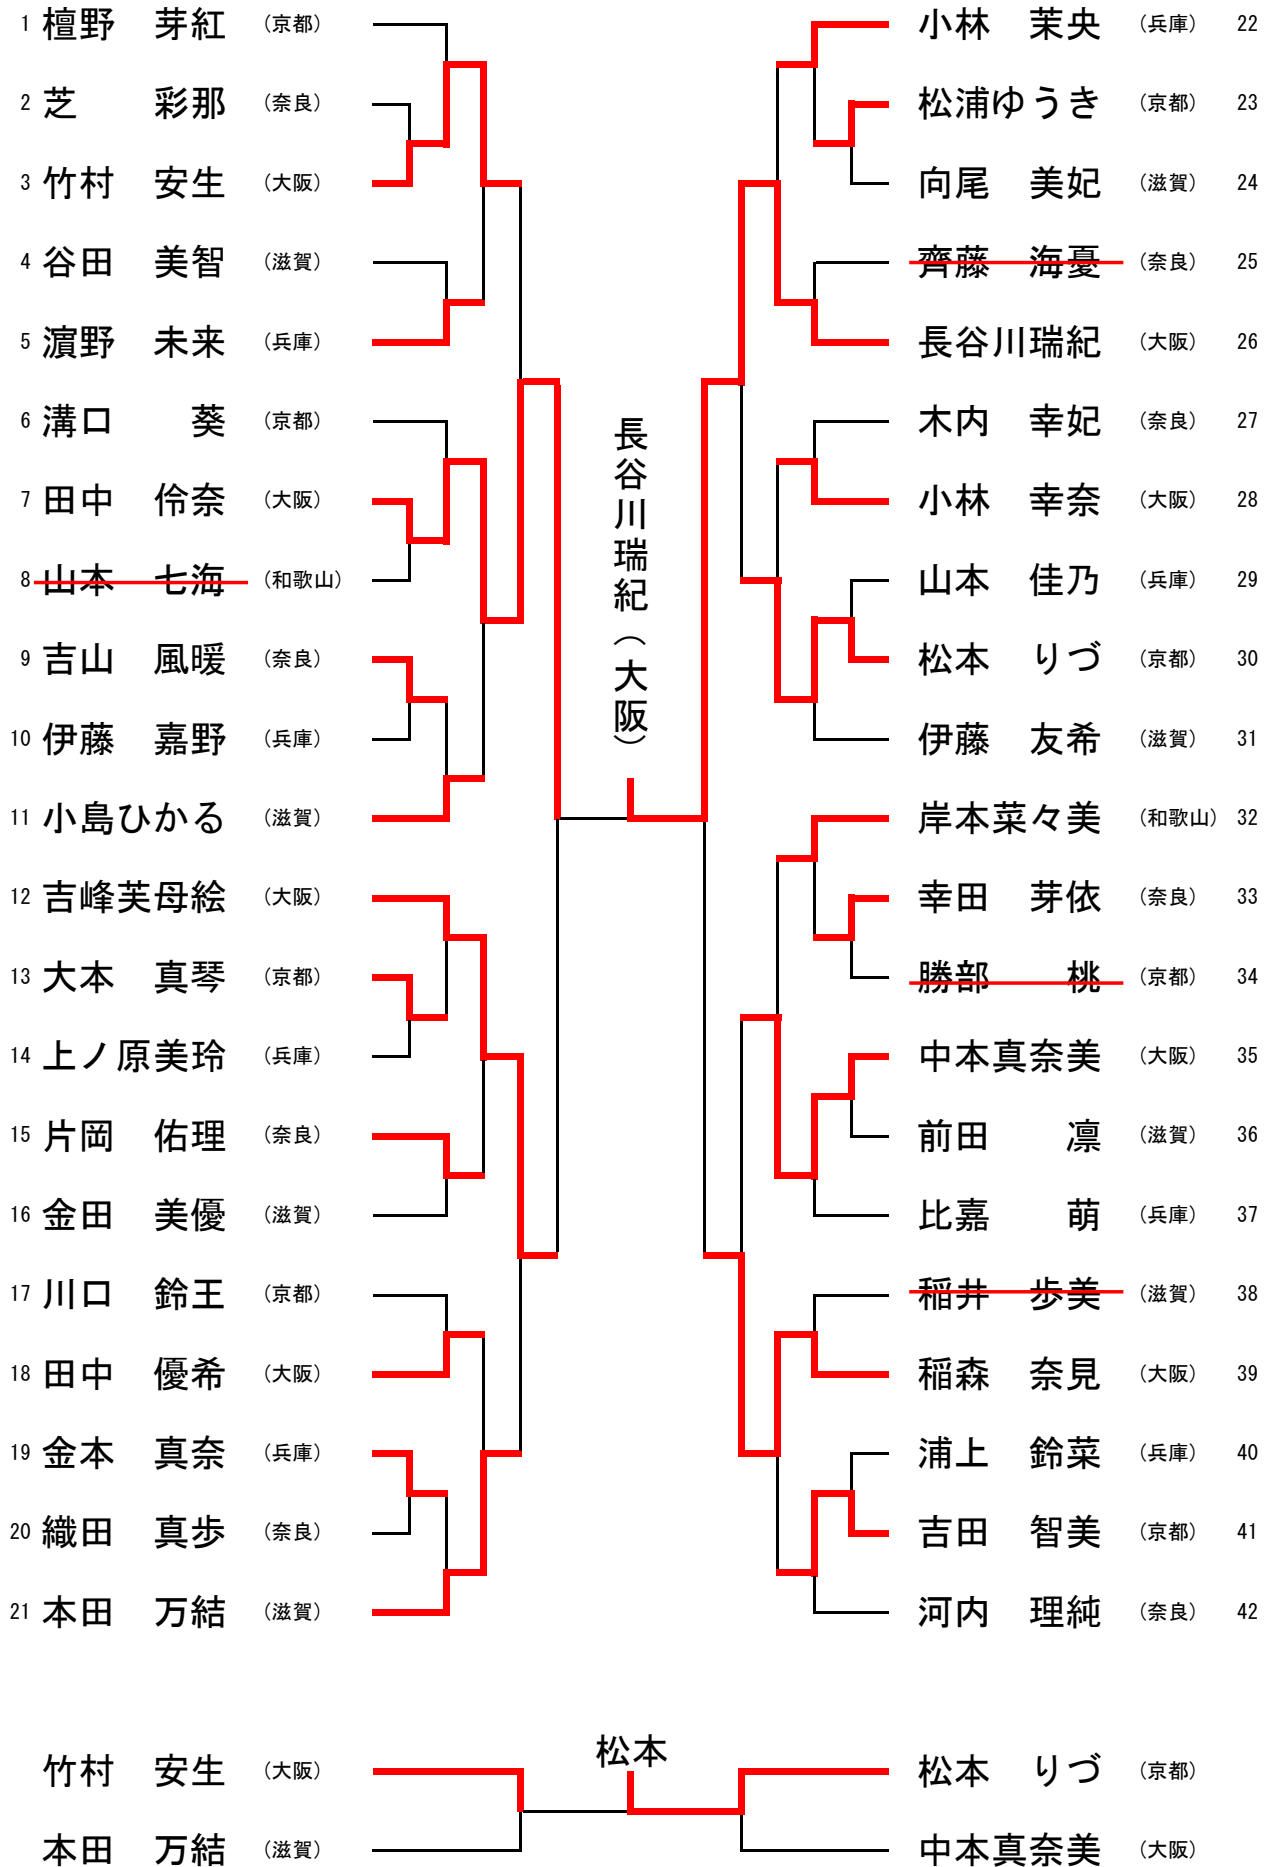 1 檀野　芽紅 (京都)
2 芝　　彩那 (奈良)
3 竹村　安生 (大阪)
4 谷田　美智 (滋賀)
5 濵野　未来 (兵庫)
6 溝口　　葵 (京都)
7 田中　伶奈 (大阪)
8 山本　七海 (和歌山)
9 吉山　風暖 (奈良)
10 伊藤　嘉野 (兵庫)
11 小島ひかる (滋賀)
12 吉峰芙母絵 (大阪)
13 大本　真琴 (京都)
14 上ノ原美玲 (兵庫)
15 片岡　佑理 (奈良)
16 金田　美優 (滋賀)
17 川口　鈴王 (京都)
18 田中　優希 (大阪)
19 金本　真奈 (兵庫)
20 織田　真歩 (奈良)
21 本田　万結 (滋賀)
長谷川瑞紀(大阪)
小林　茉央 (兵庫) 22
松浦ゆうき (京都) 23
向尾　美妃 (滋賀) 24
齊藤　海憂 (奈良) 25
長谷川瑞紀 (大阪) 26
木内　幸妃 (奈良) 27
小林　幸奈 (大阪) 28
山本　佳乃 (兵庫) 29
松本　りづ (京都) 30
伊藤　友希 (滋賀) 31
岸本菜々美 (和歌山) 32
幸田　芽依 (奈良) 33
勝部　　桃 (京都) 34
中本真奈美 (大阪) 35
前田　　凛 (滋賀) 36
比嘉　　萌 (兵庫) 37
稲井　歩美 (滋賀) 38
稲森　奈見 (大阪) 39
浦上　鈴菜 (兵庫) 40
吉田　智美 (京都) 41
河内　理純 (奈良) 42
竹村　安生 (大阪)
本田　万結 (滋賀)
松本
松本　りづ (京都)
中本真奈美 (大阪)